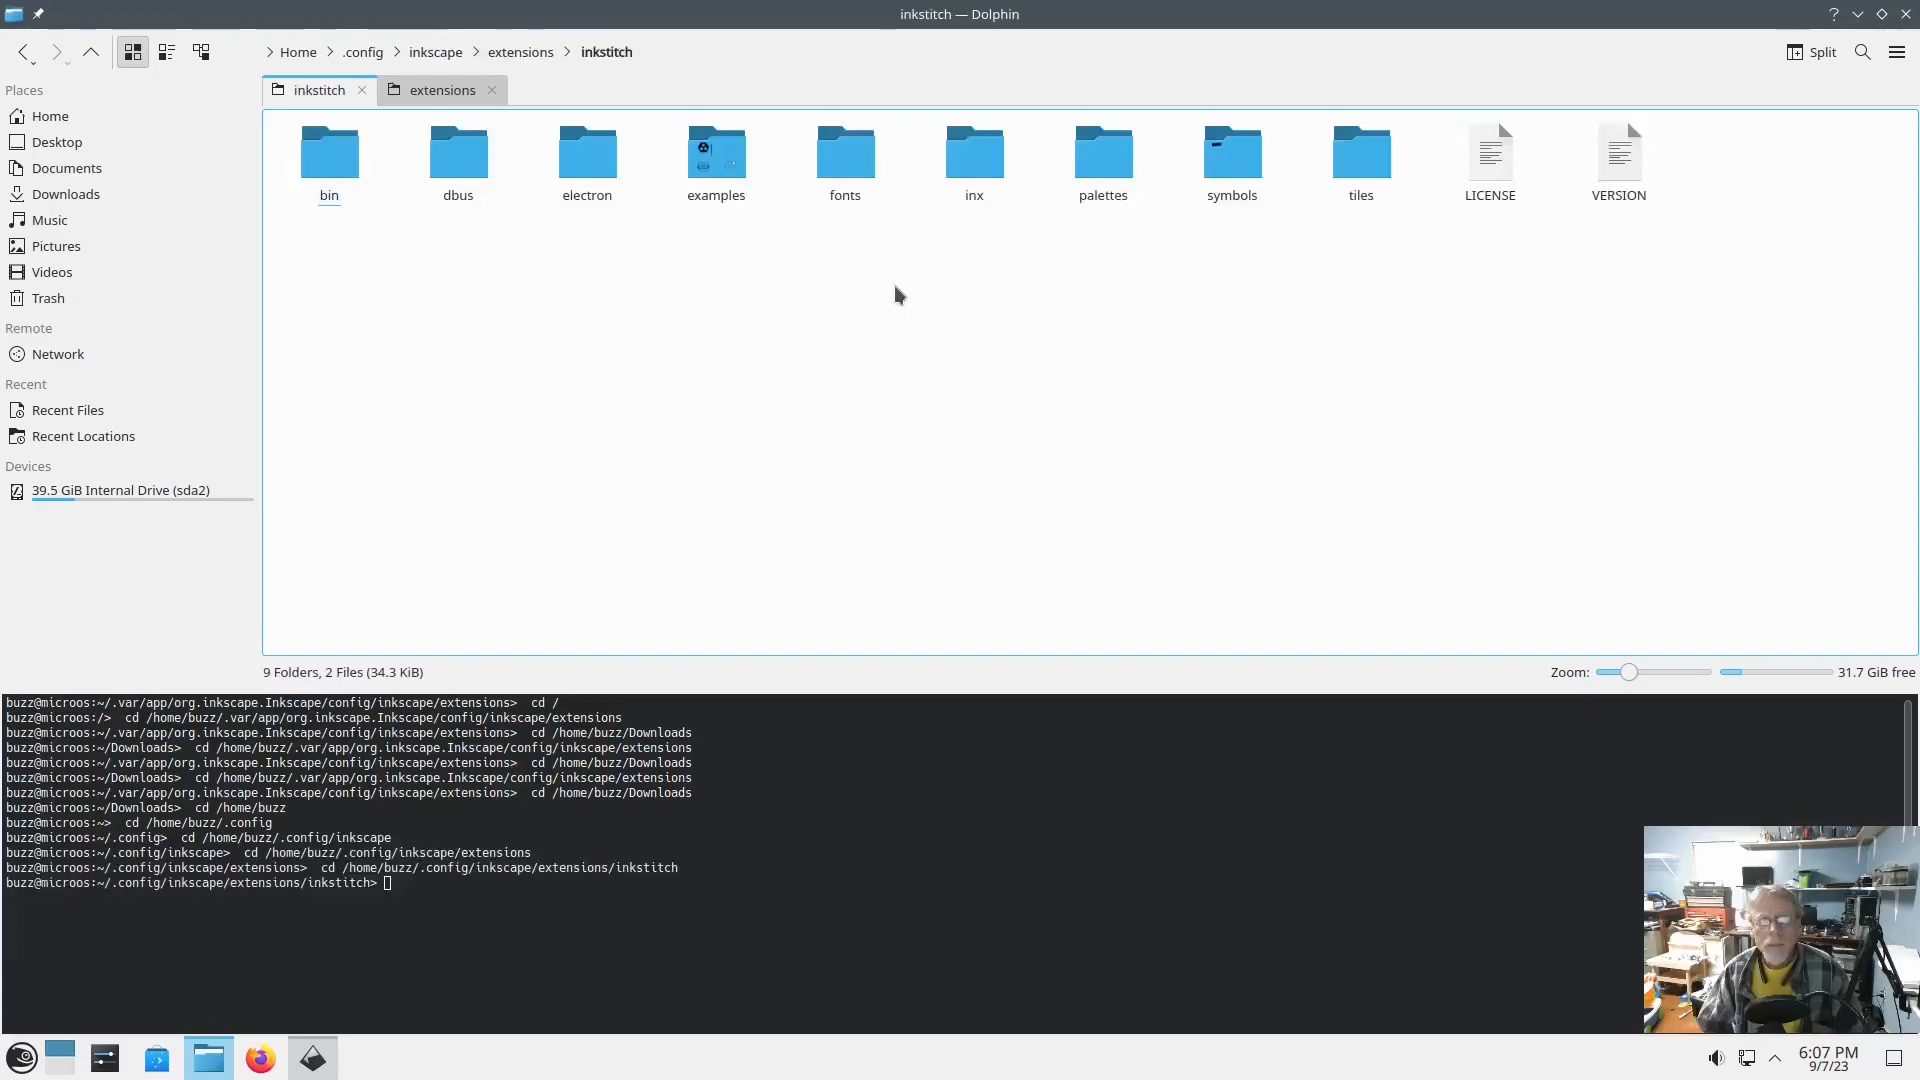 inkstitch — Dolphin
Home > .config > inkscape > extensions > inkstitch
Split
Places
Home
Desktop
Documents
Downloads
Music
Pictures
Videos
Trash
Remote
Network
Recent
Recent Files
Recent Locations
Devices
39.5 GiB Internal Drive (sda2)
inkstitch
extensions
bin
dbus
electron
examples
fonts
inx
palettes
symbols
tiles
LICENSE
VERSION
9 Folders, 2 Files (34.3 KiB)
Zoom:
31.7 GiB free
buzz@microos:~/.var/app/org.inkscape.Inkscape/config/inkscape/extensions>  cd /
buzz@microos:/>  cd /home/buzz/.var/app/org.inkscape.Inkscape/config/inkscape/extensions
buzz@microos:~/.var/app/org.inkscape.Inkscape/config/inkscape/extensions>  cd /home/buzz/Downloads
buzz@microos:~/Downloads>  cd /home/buzz/.var/app/org.inkscape.Inkscape/config/inkscape/extensions
buzz@microos:~/.var/app/org.inkscape.Inkscape/config/inkscape/extensions>  cd /home/buzz/Downloads
buzz@microos:~/Downloads>  cd /home/buzz/.var/app/org.inkscape.Inkscape/config/inkscape/extensions
buzz@microos:~/.var/app/org.inkscape.Inkscape/config/inkscape/extensions>  cd /home/buzz/Downloads
buzz@microos:~/Downloads>  cd /home/buzz
buzz@microos:~>  cd /home/buzz/.config
buzz@microos:~/.config>  cd /home/buzz/.config/inkscape
buzz@microos:~/.config/inkscape>  cd /home/buzz/.config/inkscape/extensions
buzz@microos:~/.config/inkscape/extensions>  cd /home/buzz/.config/inkscape/extensions/inkstitch
buzz@microos:~/.config/inkscape/extensions/inkstitch>
6:07 PM
9/7/23